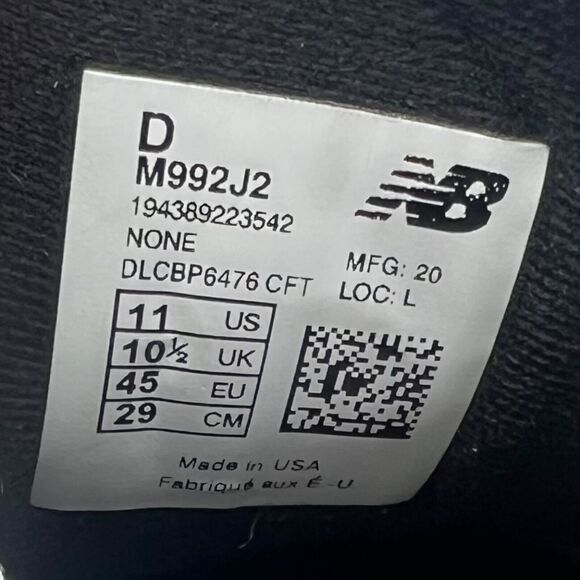 D
M992J2
194389223542
NONE
DLCBP6476 CFT
NB
MFG: 20
LOC: L
11 US
10½ UK
45 EU
29 CM
Made in USA
Fabriqué aux É-U